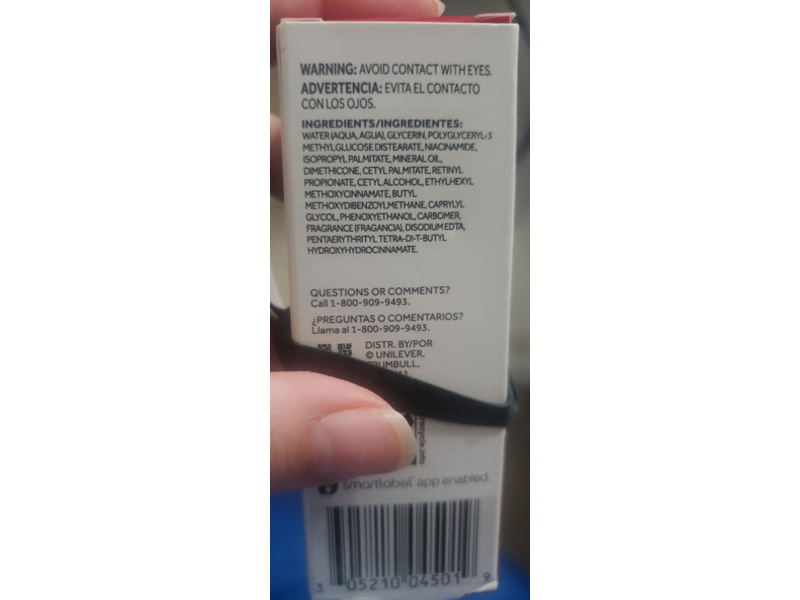 WARNING: AVOID CONTACT WITH EYES.
ADVERTENCIA: EVITA EL CONTACTO
CON LOS OJOS.
INGREDIENTS/INGREDIENTES:
WATER (AQUA, AGUA), GLYCERIN, POLYGLYCERYL-3
METHYLGLUCOSE DISTEARATE, NIACINAMIDE,
ISOPROPYL PALMITATE, MINERAL OIL,
DIMETHICONE, CETYL PALMITATE, RETINYL
PROPIONATE, CETYL ALCOHOL, ETHYLHEXYL
METHOXYCINNAMATE, BUTYL
METHOXYDIBENZOYLMETHANE, CAPRYLYL
GLYCOL, PHENOXYETHANOL, CARBOMER,
FRAGRANCE (FRAGANCIA), DISODIUM EDTA,
PENTAERYTHRITYL TETRA-DI-T-BUTYL
HYDROXYHYDROCINNAMATE.
QUESTIONS OR COMMENTS?
Call 1-800-909-9493.
¿PREGUNTAS O COMENTARIOS?
Llama al 1-800-909-9493.
DISTR. BY/POR
© UNILEVER,
recycle.info
smartlabel app enabled.
3 05210 04501 9